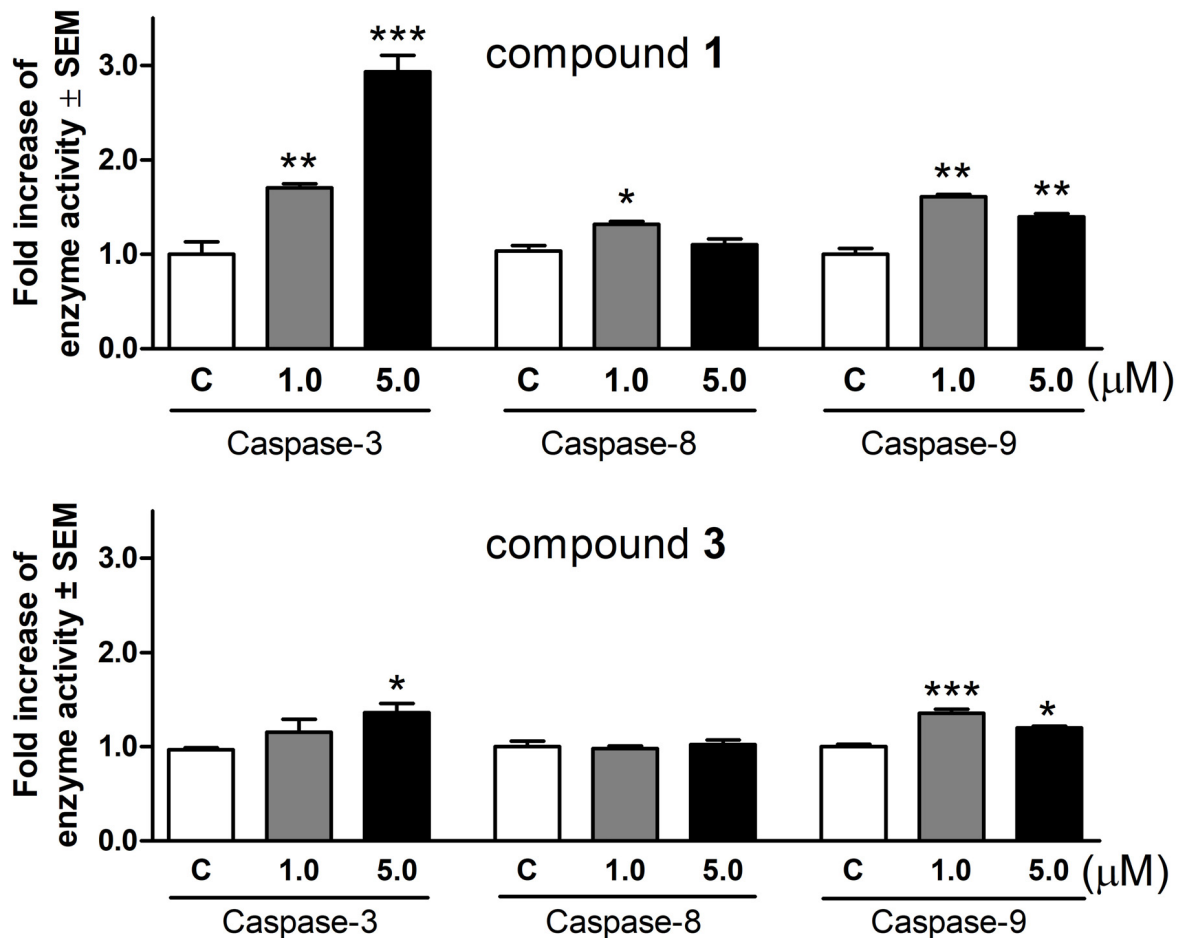 compound 1
Fold increase of
enzyme activity ± SEM
3.0
2.0
1.0
0.0
***
**
*
**
**
C 1.0 5.0 C 1.0 5.0 C 1.0 5.0 (μM)
Caspase-3 Caspase-8 Caspase-9
compound 3
Fold increase of
enzyme activity ± SEM
3.0
2.0
1.0
0.0
*
***
*
C 1.0 5.0 C 1.0 5.0 C 1.0 5.0 (μM)
Caspase-3 Caspase-8 Caspase-9